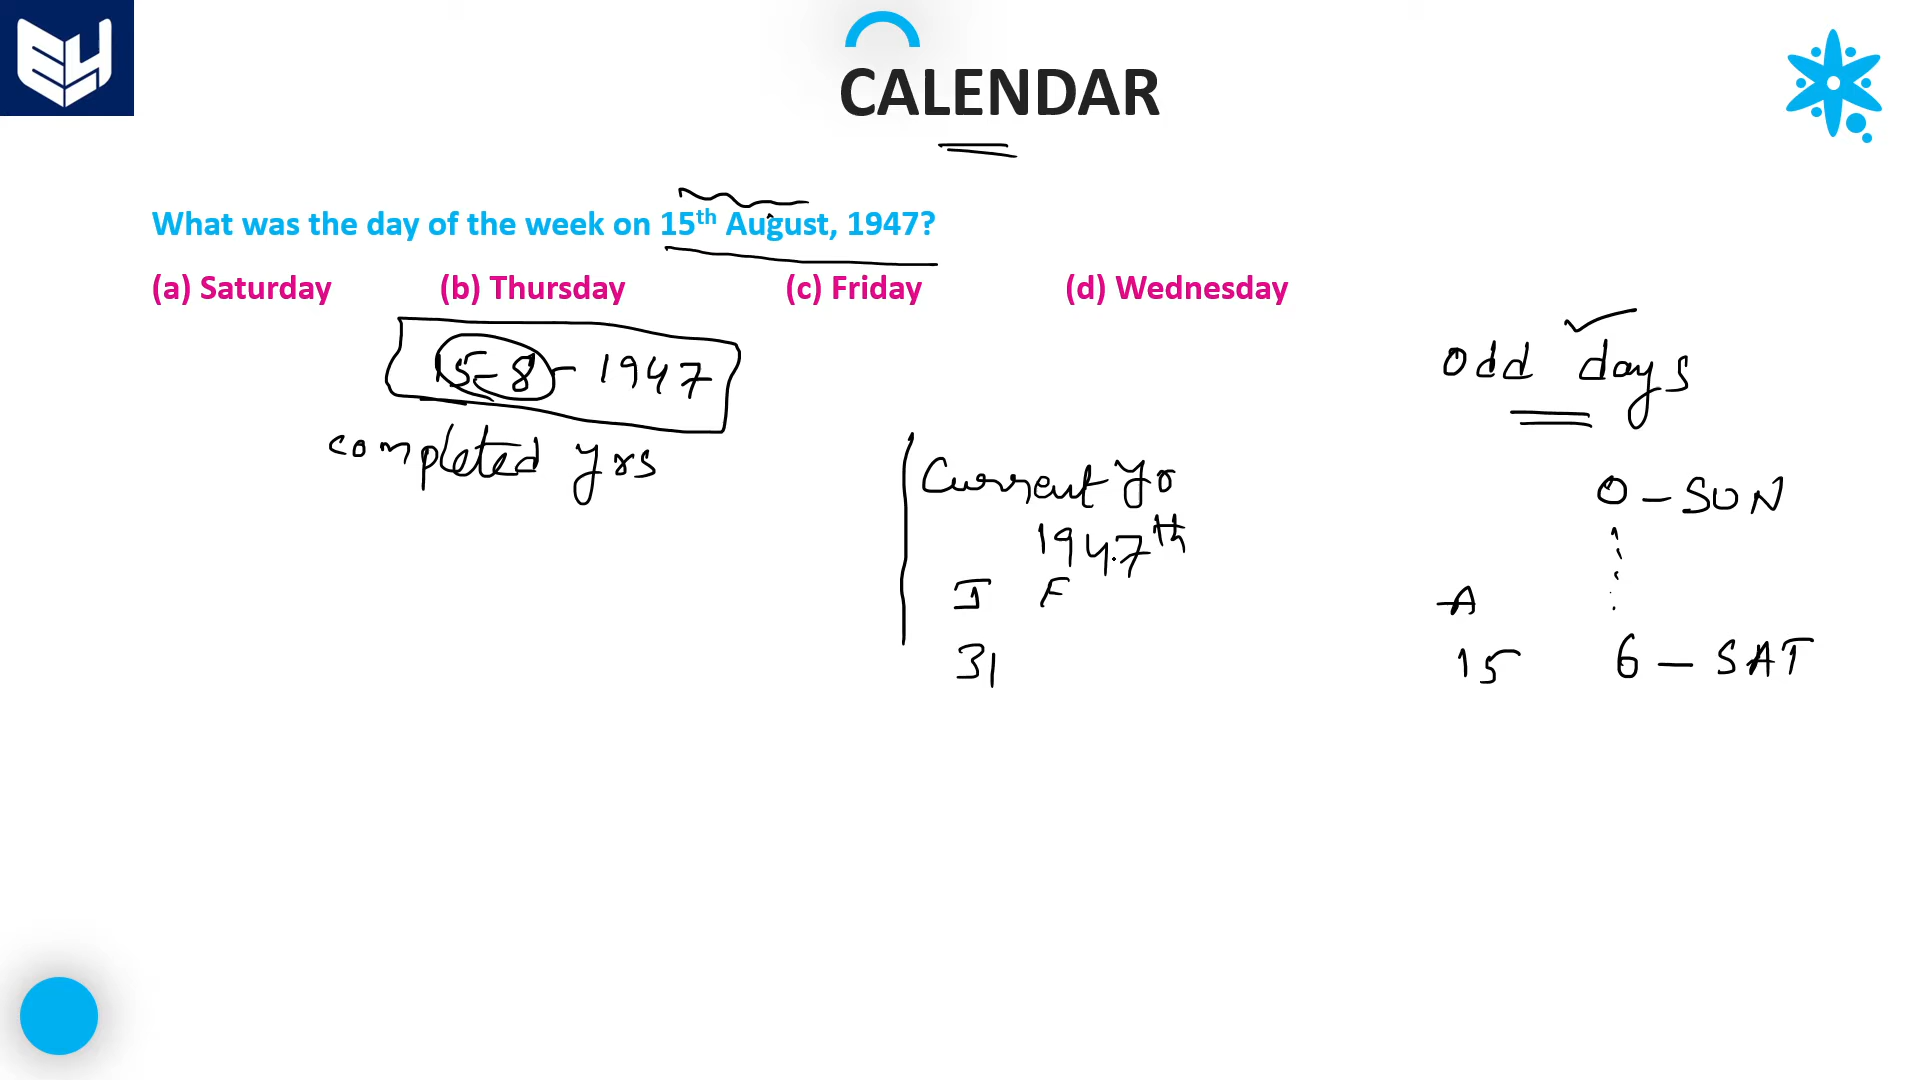 CALENDAR
What was the day of the week on 15th August, 1947?
(a) Saturday (b) Thursday (c) Friday (d) Wednesday
15-8-1947
odd days
completed yrs
Current Yr
0-SUN
1947th
J F
A
31
15
6-SAT